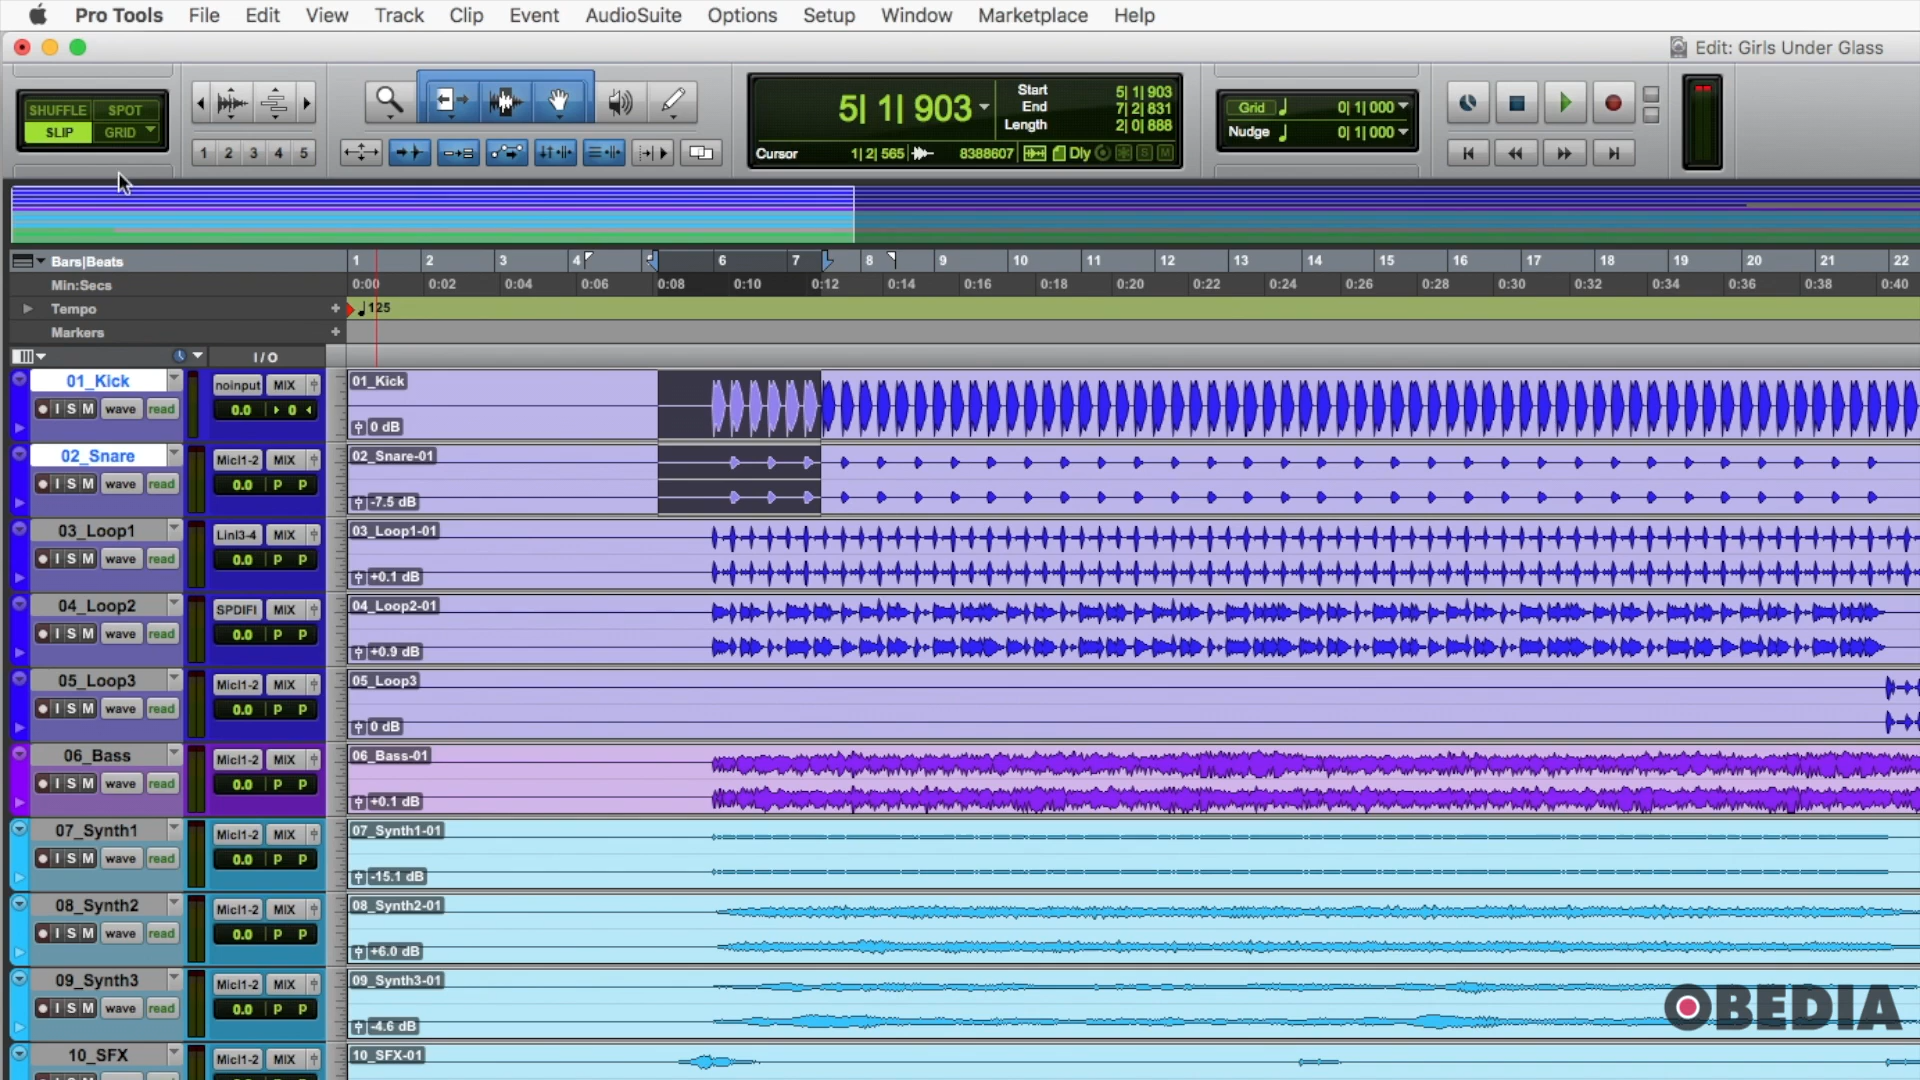 Pro Tools File Edit View Track Clip Event AudioSuite Options Setup Window Marketplace Help
Edit: Girls Under Glass
SHUFFLE SPOT
SLIP GRID
1 2 3 4 5
5| 1| 903
Start 5| 1| 903
End 7| 2| 831
Length 2| 0| 888
Cursor 1| 2| 565 8388607 Dly S M
Grid 0| 1| 000
Nudge 0| 1| 000
Bars|Beats 1 2 3 4 6 7 8 9 10 11 12 13 14 15 16 17 18 19 20 21 22
Min:Secs 0:00 0:02 0:04 0:06 0:08 0:10 0:12 0:14 0:16 0:18 0:20 0:22 0:24 0:26 0:28 0:30 0:32 0:34 0:36 0:38 0:40
Tempo + 125
Markers +
I / O
01_Kick noinput MIX 01_Kick
I S M wave read 0.0 0 0 dB
02_Snare MicI1-2 MIX 02_Snare-01
I S M wave read 0.0 P P -7.5 dB
03_Loop1 LinI3-4 MIX 03_Loop1-01
I S M wave read 0.0 P P +0.1 dB
04_Loop2 SPDIFI MIX 04_Loop2-01
I S M wave read 0.0 P P +0.9 dB
05_Loop3 MicI1-2 MIX 05_Loop3
I S M wave read 0.0 P P 0 dB
06_Bass MicI1-2 MIX 06_Bass-01
I S M wave read 0.0 P P +0.1 dB
07_Synth1 MicI1-2 MIX 07_Synth1-01
I S M wave read 0.0 P P -15.1 dB
08_Synth2 MicI1-2 MIX 08_Synth2-01
I S M wave read 0.0 P P +6.0 dB
09_Synth3 MicI1-2 MIX 09_Synth3-01
I S M wave read 0.0 P P -4.6 dB
OBEDIA
10_SFX MicI1-2 MIX 10_SFX-01